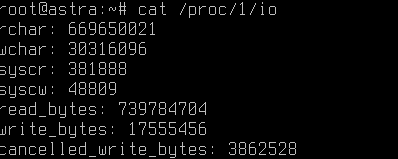 root@astra:~# cat /proc/1/io
rchar: 669650021
wchar: 30316096
syscr: 381888
syscw: 48809
read_bytes: 739784704
write_bytes: 17555456
cancelled_write_bytes: 3862528